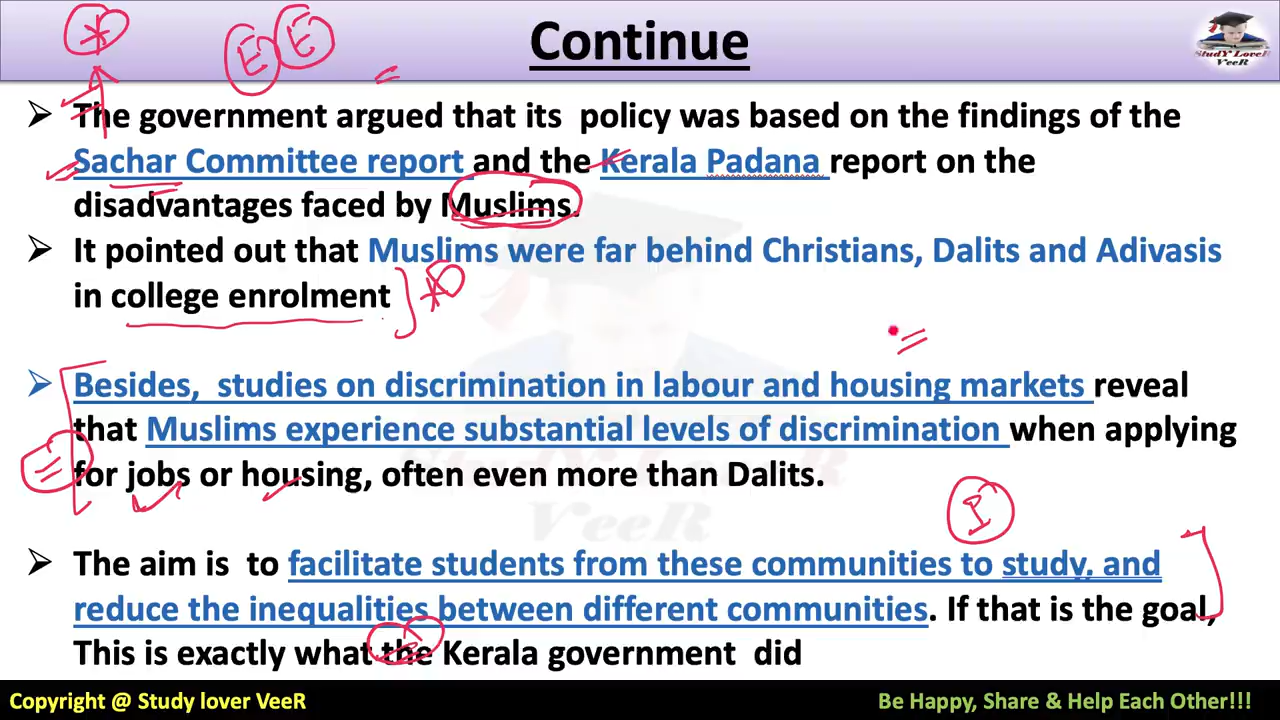 Continue
StudY LoveR
VeeR
E E
➢ The government argued that its policy was based on the findings of the
Sachar Committee report and the Kerala Padana report on the
disadvantages faced by Muslims.
➢ It pointed out that Muslims were far behind Christians, Dalits and Adivasis
in college enrolment
➢ Besides, studies on discrimination in labour and housing markets reveal
that Muslims experience substantial levels of discrimination when applying
for jobs or housing, often even more than Dalits.
VeeR
➢ The aim is to facilitate students from these communities to study, and
reduce the inequalities between different communities. If that is the goal,
This is exactly what the Kerala government did
Copyright @ Study lover VeeR
Be Happy, Share & Help Each Other!!!